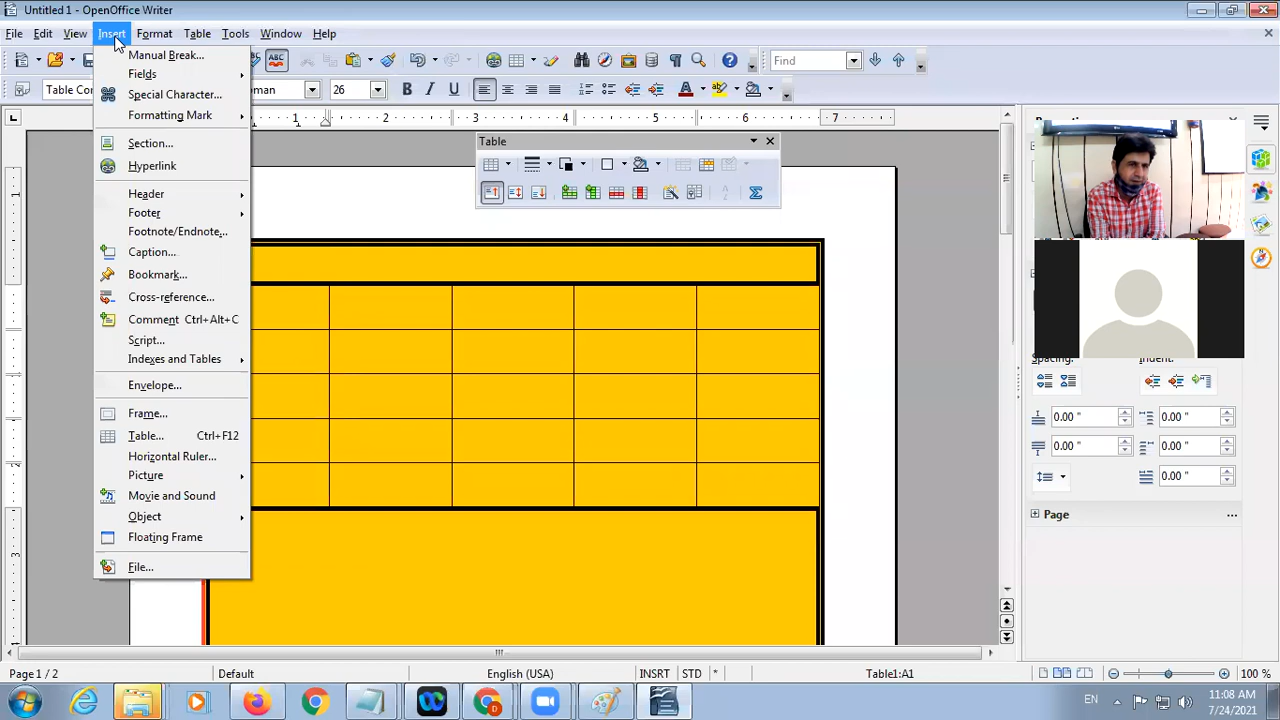 Untitled 1 - OpenOffice Writer
File Edit View Insert Format Table Tools Window Help
Find
Table Con
oman 26
B I U
1 2 3 4 5 6 7
Manual Break...
Fields
Special Character...
Formatting Mark
Section...
Hyperlink
Header
Footer
Footnote/Endnote...
Caption...
Bookmark...
Cross-reference...
Comment Ctrl+Alt+C
Script...
Indexes and Tables
Envelope...
Frame...
Table... Ctrl+F12
Horizontal Ruler...
Picture
Movie and Sound
Object
Floating Frame
File...
Table
Spacing: Indent:
0.00 " 0.00 "
0.00 " 0.00 "
0.00 "
Page
Page 1 / 2 Default English (USA) INSRT STD * Table1:A1 100 %
EN 11:08 AM
7/24/2021